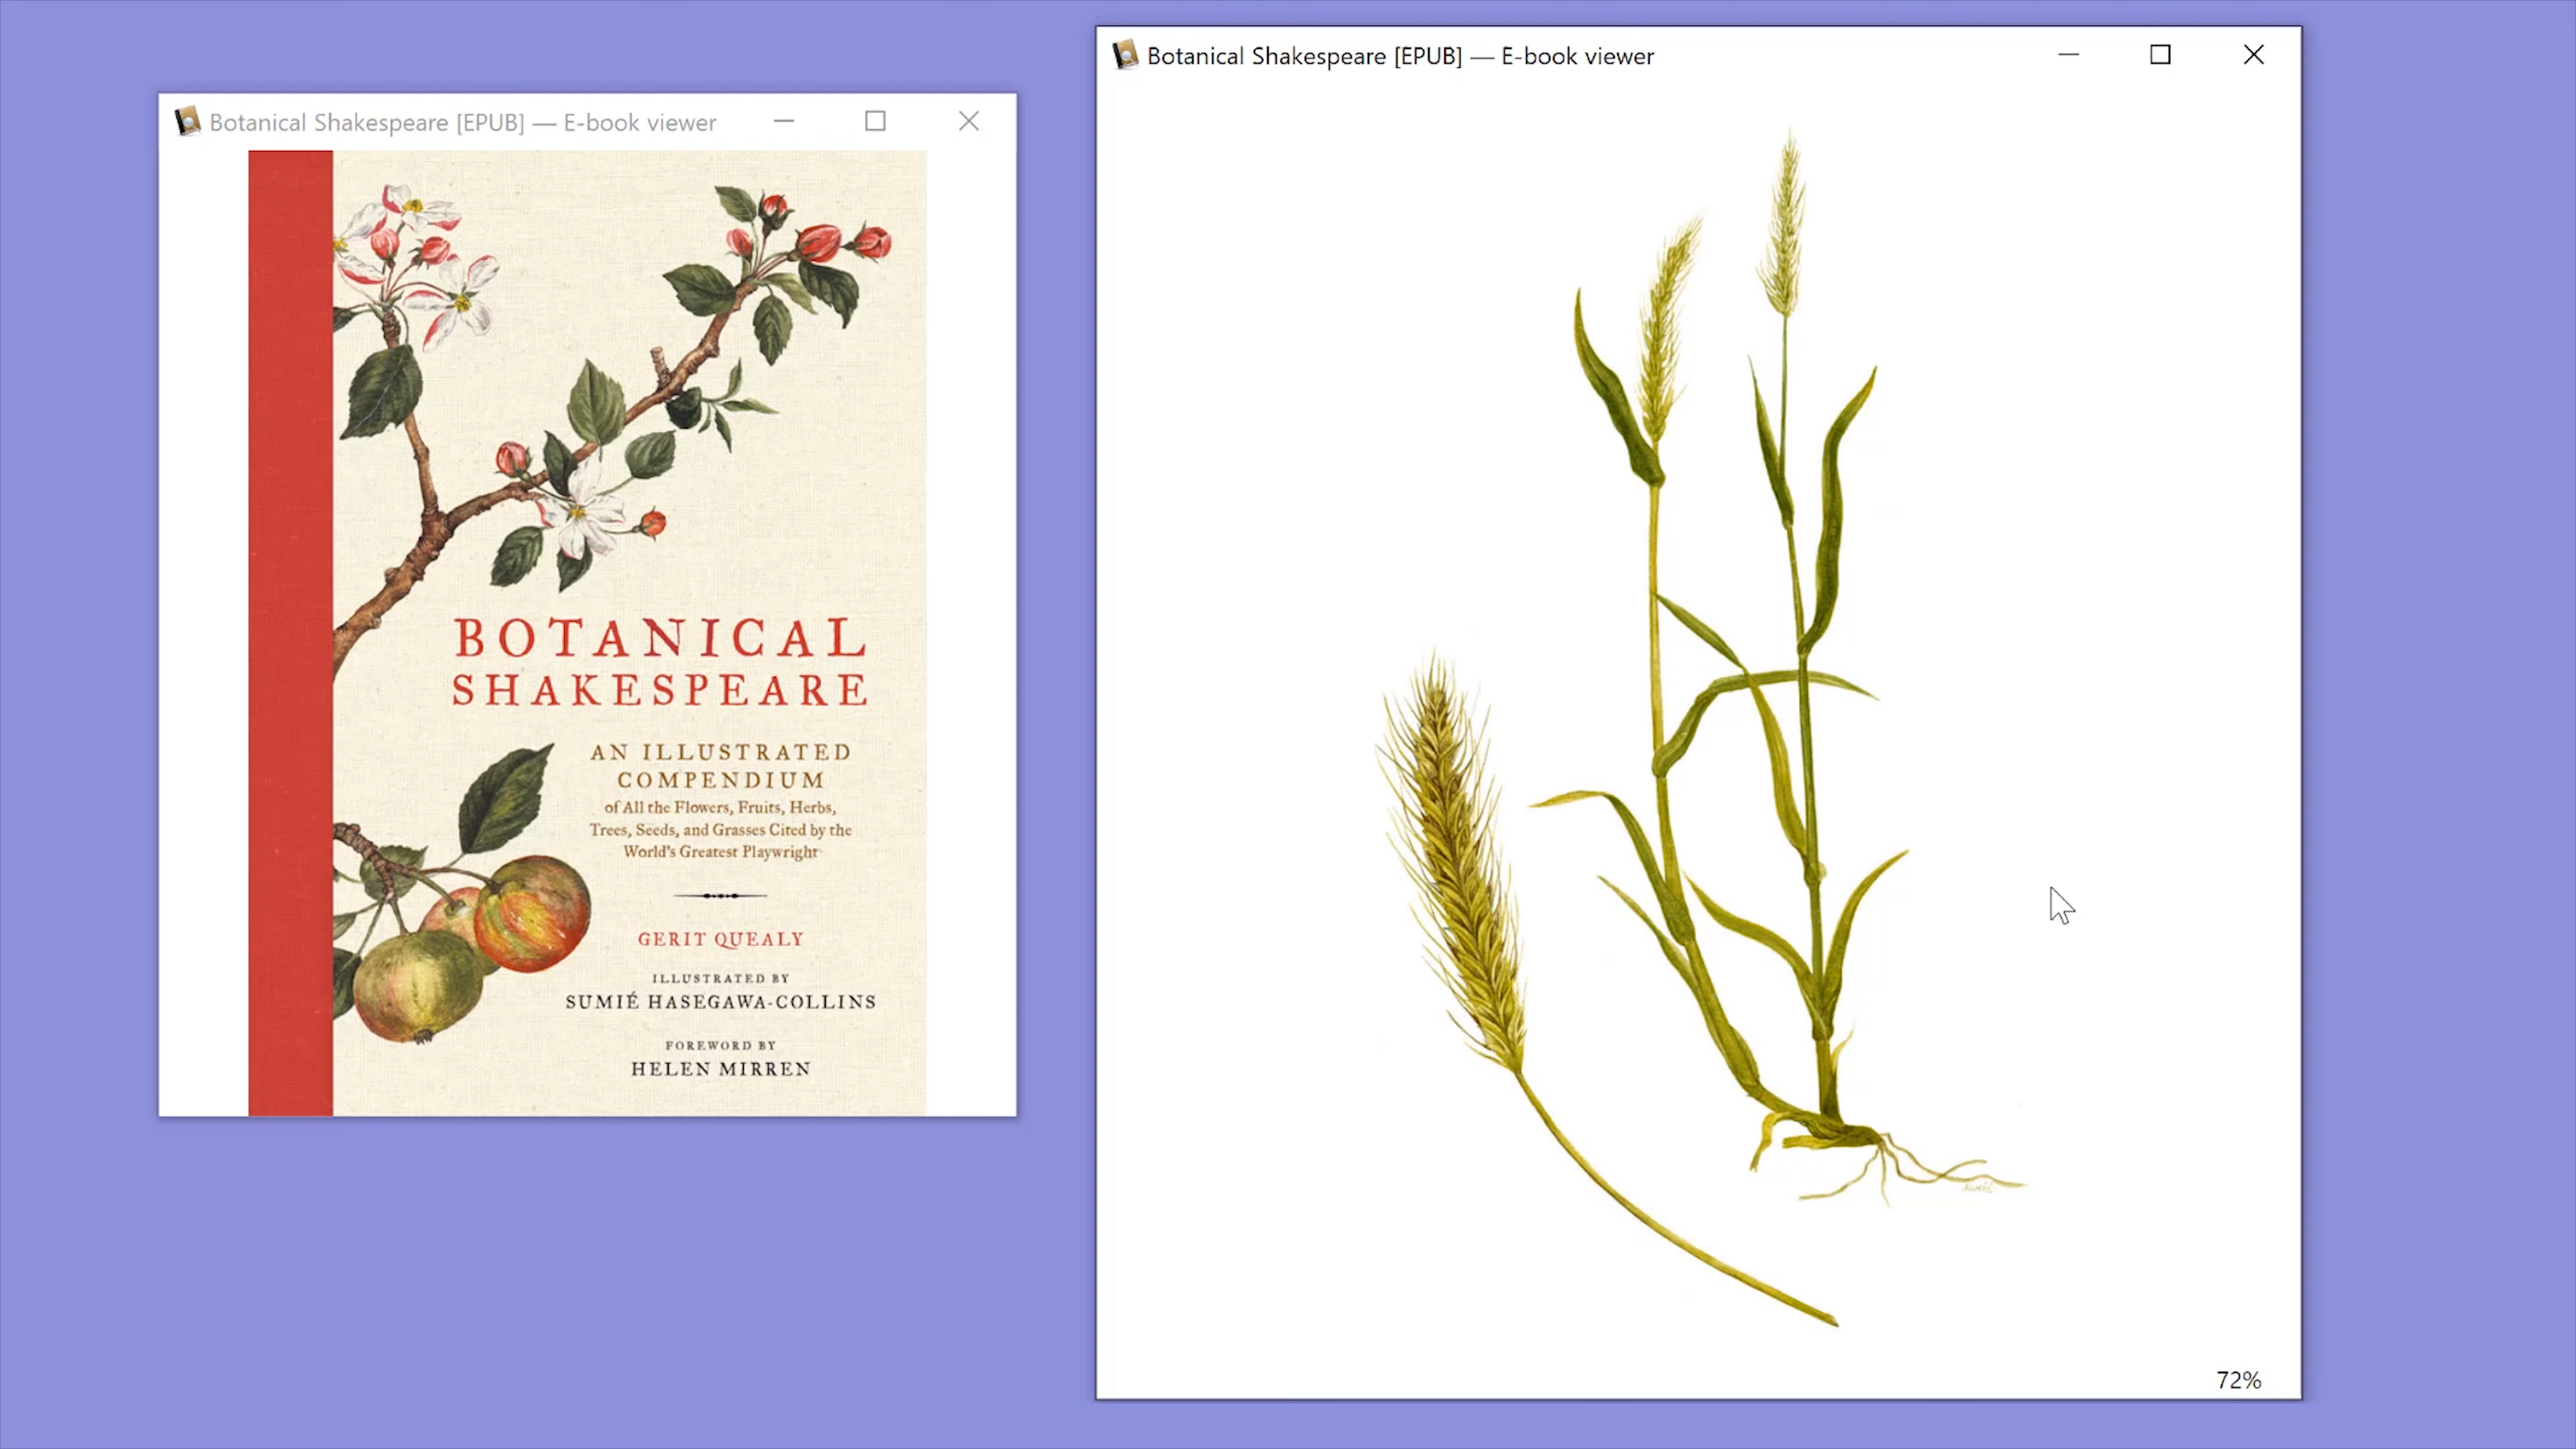 Botanical Shakespeare [EPUB] — E-book viewer
BOTANICAL
SHAKESPEARE
AN ILLUSTRATED
COMPENDIUM
of All the Flowers, Fruits, Herbs,
Trees, Seeds, and Grasses Cited by the
World's Greatest Playwright
GERIT QUEALY
ILLUSTRATED BY
SUMIÉ HASEGAWA-COLLINS
FOREWORD BY
HELEN MIRREN
Botanical Shakespeare [EPUB] — E-book viewer
72%